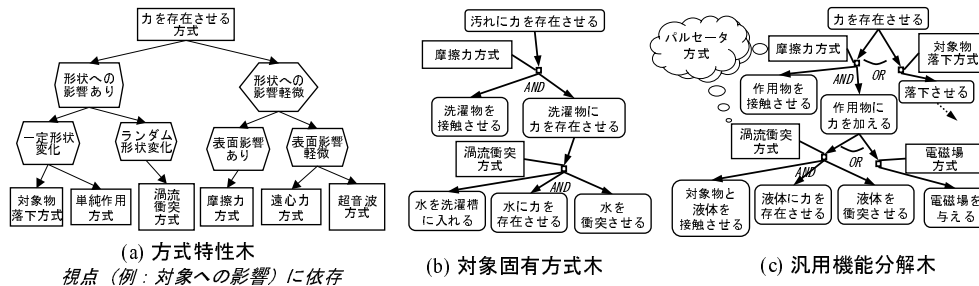 力を存在させる
方式
形状への
影響あり
形状への
影響軽微
一定形状
変化
ランダム
形状変化
表面影響
あり
表面影響
軽微
対象物
落下方式
単純作用
方式
渦流
衝突
方式
摩擦力
方式
遠心力
方式
超音波
方式
(a) 方式特性木
視点（例：対象への影響）に依存
汚れに力を存在させる
摩擦力方式
AND
洗濯物を
接触させる
洗濯物に
力を存在させる
渦流衝突
方式
AND
水を洗濯槽
に入れる
水に力を
存在させる
水を
衝突させる
(b) 対象固有方式木
パルセータ
方式
力を存在させる
摩擦力方式
対象物
落下方式
AND
OR
作用物を
接触させる
作用物に
力を加える
落下させる
渦流衝突
方式
電磁場
方式
AND
OR
対象物と
液体を
接触させる
液体に力を
存在させる
液体を
衝突させる
電磁場を
与える
(c) 汎用機能分解木